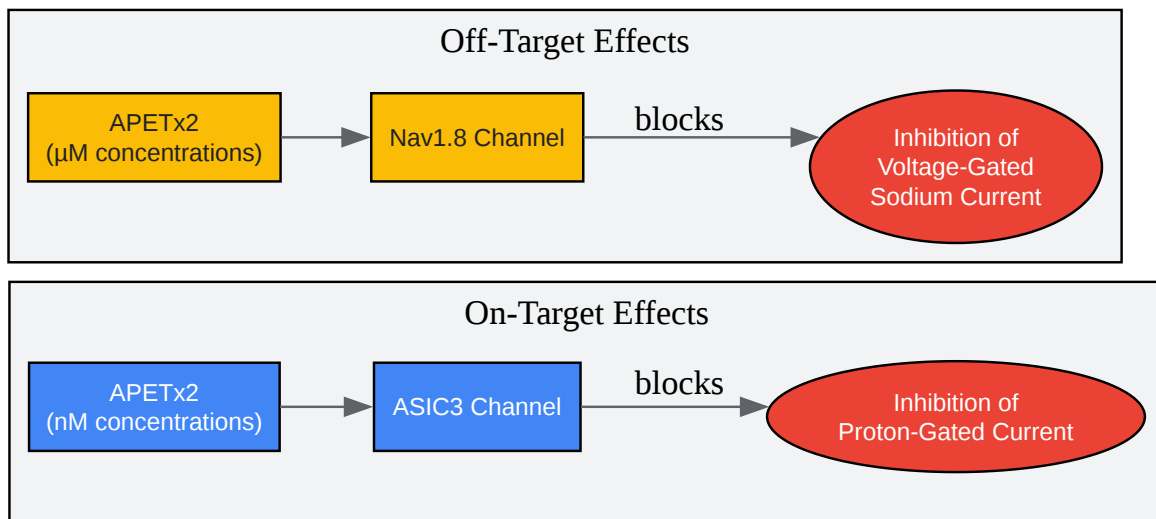 Off-Target Effects
APETx2
(µM concentrations)
Nav1.8 Channel
blocks
Inhibition of
Voltage-Gated
Sodium Current
On-Target Effects
APETx2
(nM concentrations)
ASIC3 Channel
blocks
Inhibition of
Proton-Gated Current